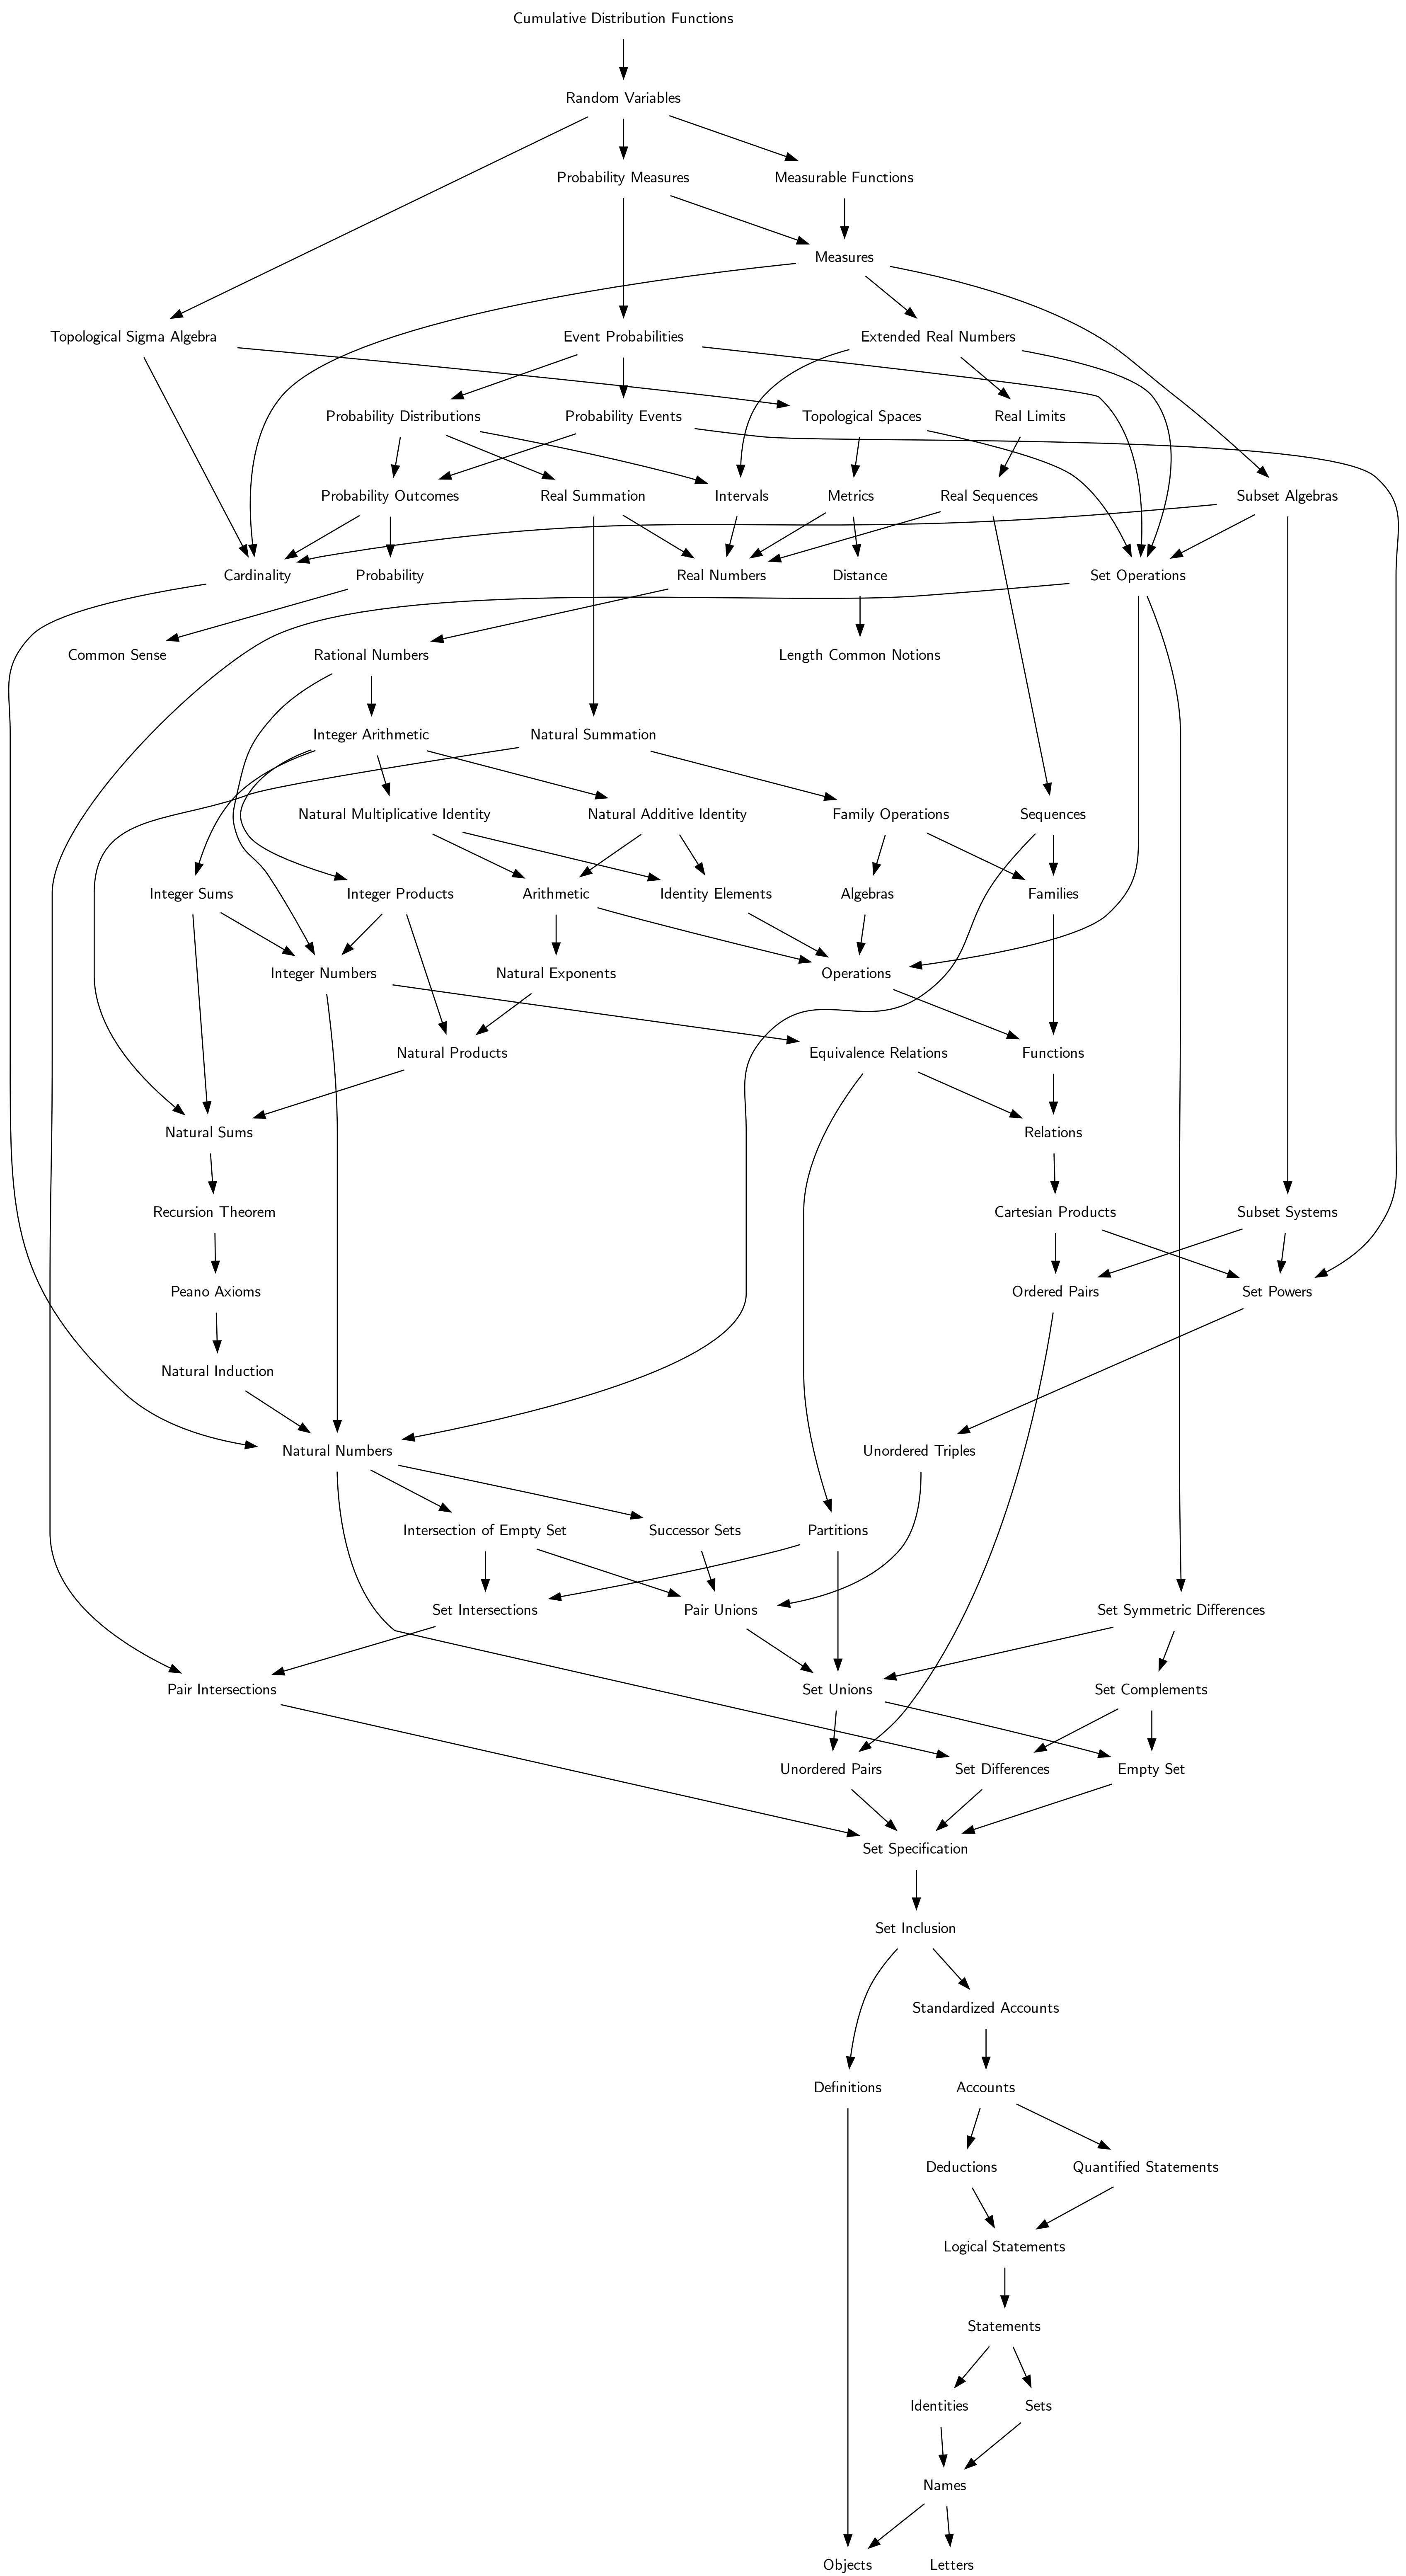 Cumulative Distribution Functions
Random Variables
Probability Measures
Measurable Functions
Measures
Topological Sigma Algebra
Event Probabilities
Extended Real Numbers
Probability Distributions
Probability Events
Topological Spaces
Real Limits
Probability Outcomes
Real Summation
Intervals
Metrics
Real Sequences
Subset Algebras
Cardinality
Probability
Real Numbers
Distance
Set Operations
Common Sense
Rational Numbers
Length Common Notions
Integer Arithmetic
Natural Summation
Natural Multiplicative Identity
Natural Additive Identity
Family Operations
Sequences
Integer Sums
Integer Products
Arithmetic
Identity Elements
Algebras
Families
Integer Numbers
Natural Exponents
Operations
Natural Products
Equivalence Relations
Functions
Natural Sums
Relations
Recursion Theorem
Cartesian Products
Subset Systems
Peano Axioms
Ordered Pairs
Set Powers
Natural Induction
Natural Numbers
Unordered Triples
Intersection of Empty Set
Successor Sets
Partitions
Set Intersections
Pair Unions
Set Symmetric Differences
Pair Intersections
Set Unions
Set Complements
Unordered Pairs
Set Differences
Empty Set
Set Specification
Set Inclusion
Standardized Accounts
Definitions
Accounts
Deductions
Quantified Statements
Logical Statements
Statements
Identities
Sets
Names
Objects
Letters